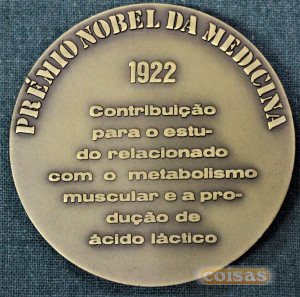 PRÉMIO NOBEL DA MEDICINA
1922
Contribuição
para o estu-
do relacionado
com o metabolismo
muscular e a pro-
dução de
ácido láctico
coisas